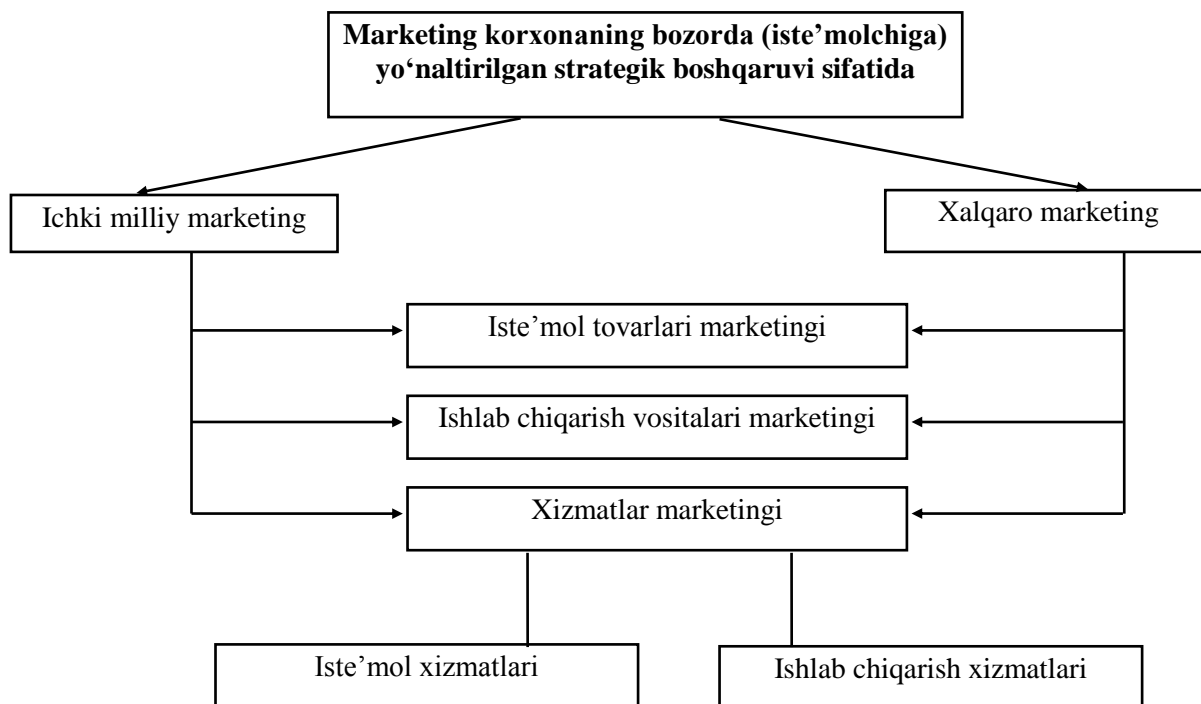 Marketing korxonaning bozorda (iste’molchiga)
yo‘naltirilgan strategik boshqaruvi sifatida
Ichki milliy marketing
Xalqaro marketing
Iste’mol tovarlari marketingi
Ishlab chiqarish vositalari marketingi
Xizmatlar marketingi
Iste’mol xizmatlari
Ishlab chiqarish xizmatlari